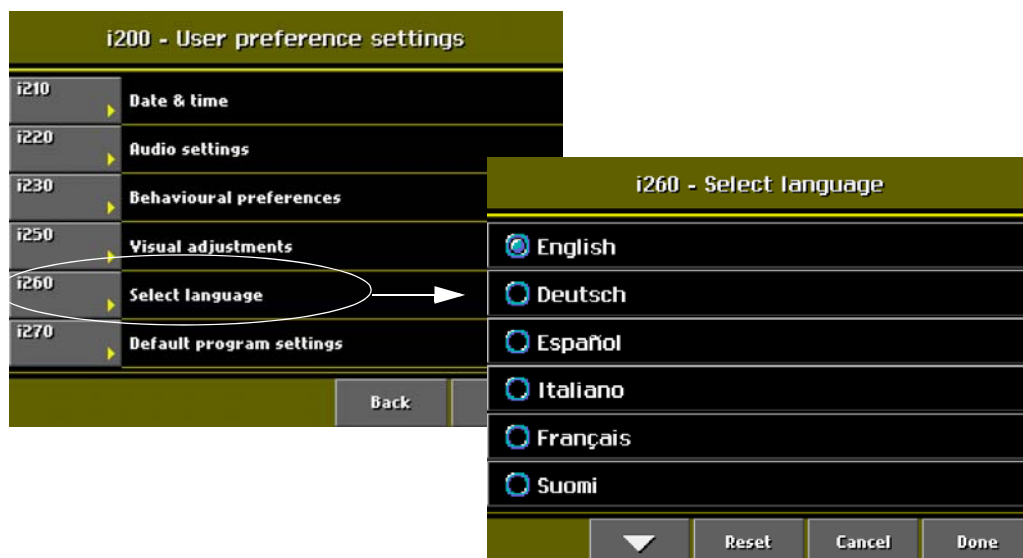 i200 - User preference settings
i210
Date & time
i220
Audio settings
i230
Behavioural preferences
i250
Visual adjustments
i260
Select language
i270
Default program settings
Back
i260 - Select language
English
Deutsch
Español
Italiano
Français
Suomi
Reset Cancel Done